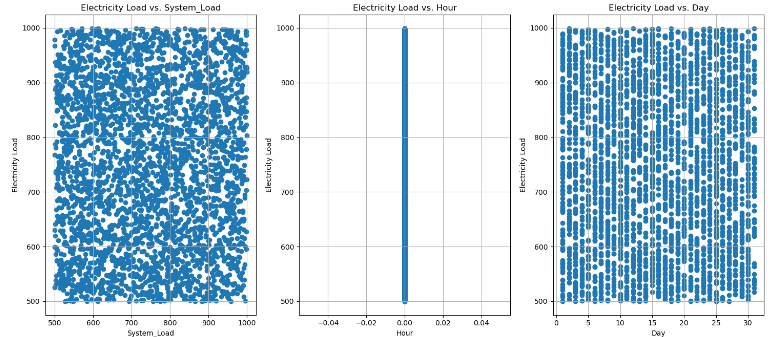 Electricity Load vs. System_Load
Electricity Load
1000
900
800
700
600
500
500 600 700 800 900 1000
System_Load
Electricity Load vs. Hour
Electricity Load
1000
900
800
700
600
500
−0.04 −0.02 0.00 0.02 0.04
Hour
Electricity Load vs. Day
Electricity Load
1000
900
800
700
600
500
0 5 10 15 20 25 30
Day